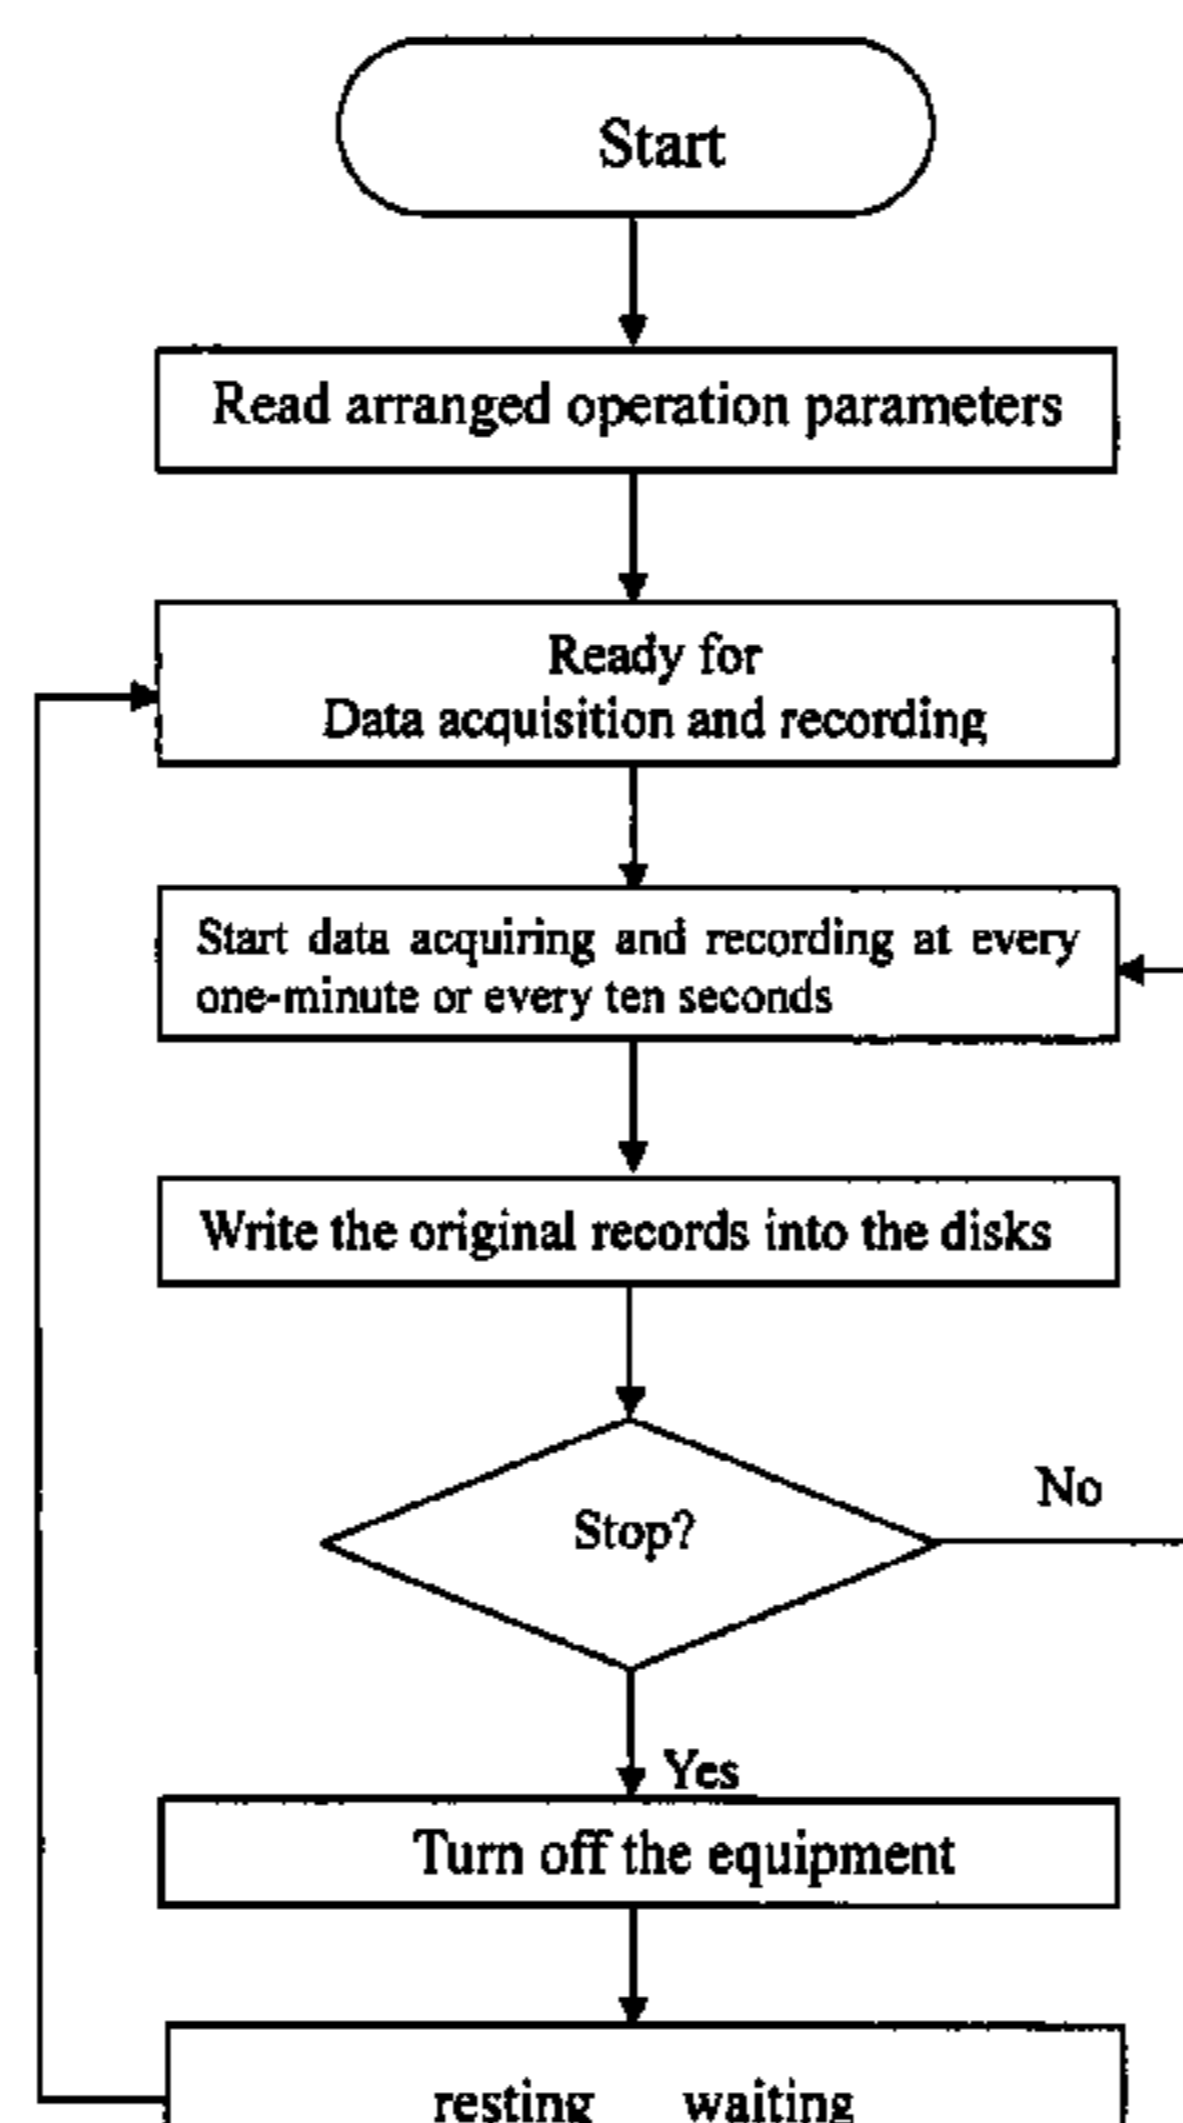 Start
Read arranged operation parameters
Ready for
Data acquisition and recording
Start data acquiring and recording at every
one-minute or every ten seconds
Write the original records into the disks
Stop?
No
Yes
Turn off the equipment
resting waiting